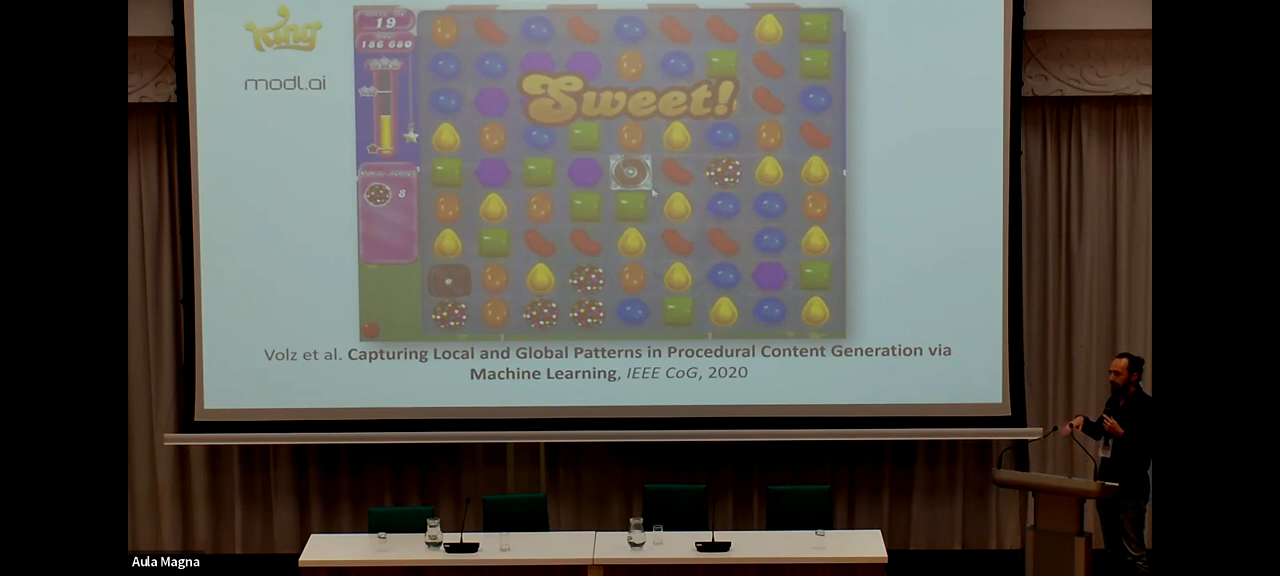 King
modl.ai
19
186 680
8
Sweet!
Volz et al. Capturing Local and Global Patterns in Procedural Content Generation via
Machine Learning, IEEE CoG, 2020
Aula Magna